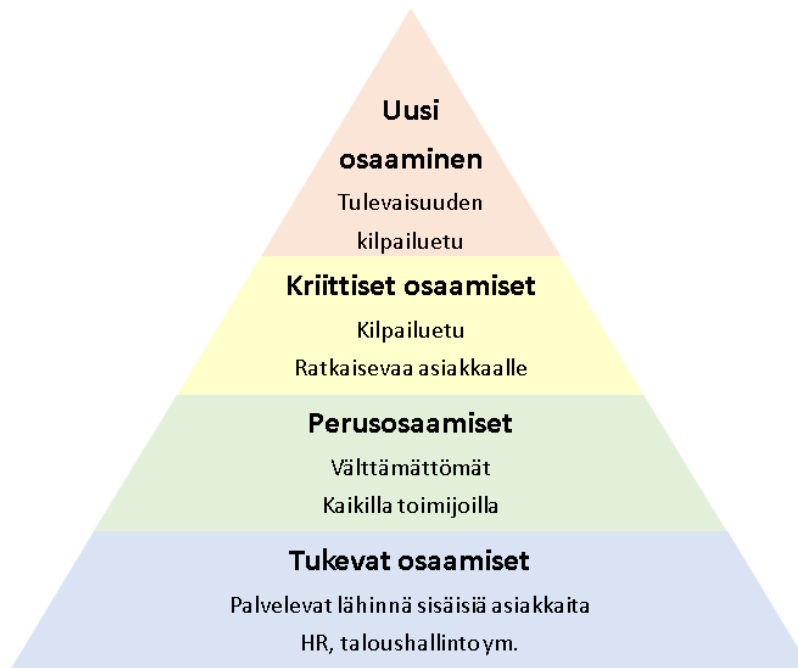 Uusi
osaaminen
Tulevaisuuden
kilpailuetu
Kriittiset osaamiset
Kilpailuetu
Ratkaisevaa asiakkaalle
Perusosaamiset
Välttämättömät
Kaikilla toimijoilla
Tukevat osaamiset
Palvelevat lähinnä sisäisiä asiakkaita
HR, taloushallinto ym.